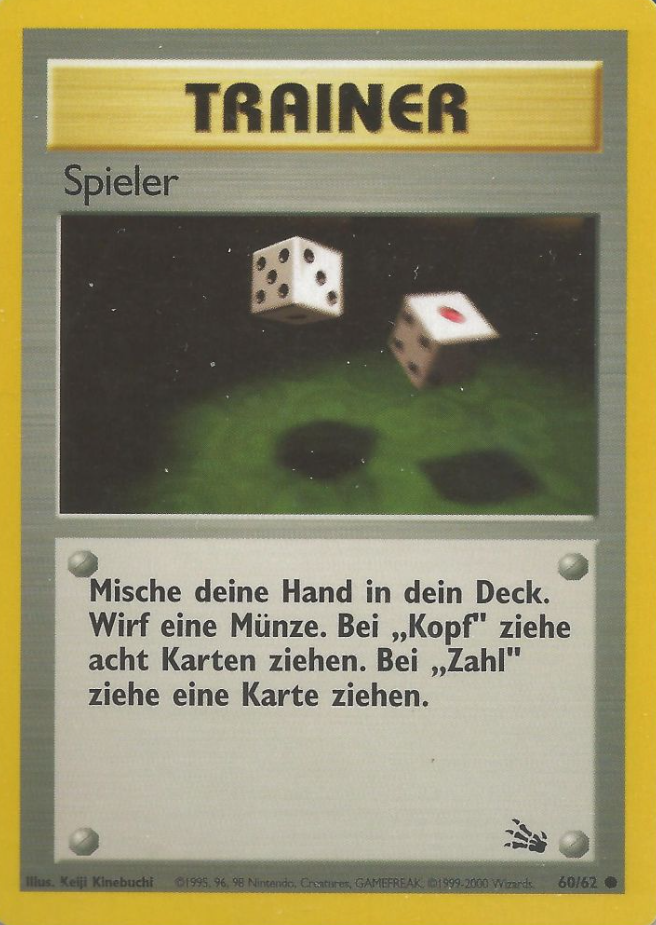 TRAINER
Spieler
Mische deine Hand in dein Deck.
Wirf eine Münze. Bei „Kopf" ziehe
acht Karten ziehen. Bei „Zahl"
ziehe eine Karte ziehen.
Illus. Keiji Kinebuchi ©1995, 96, 98 Nintendo, Creatures, GAMEFREAK. ©1999-2000 Wizards. 60/62